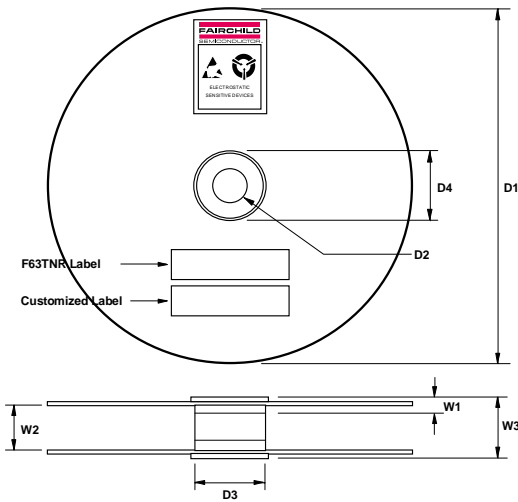 FAIRCHILD
SEMICONDUCTOR
ELECTROSTATIC
SENSITIVE DEVICES
D4
D1
D2
F63TNR Label
Customized Label
W1
W2
W3
D3